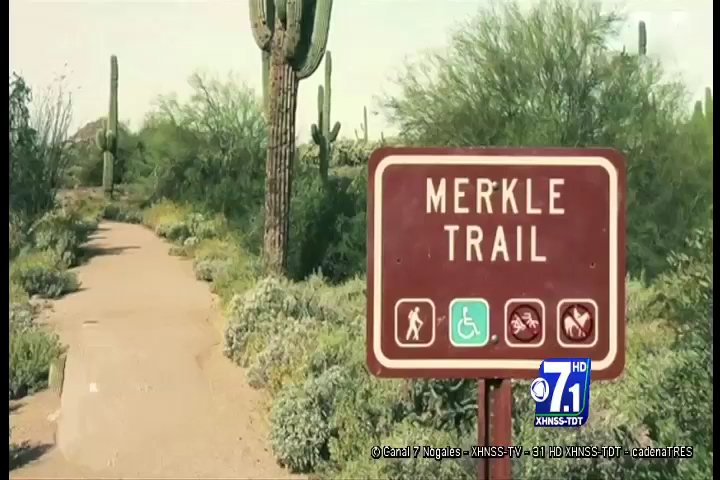 MERKLE
TRAIL
7.1 HD
XHNSS-TDT
© Canal 7 Nogales - XHNSS-TV - 31 HD XHNSS-TDT - cadenaTRES